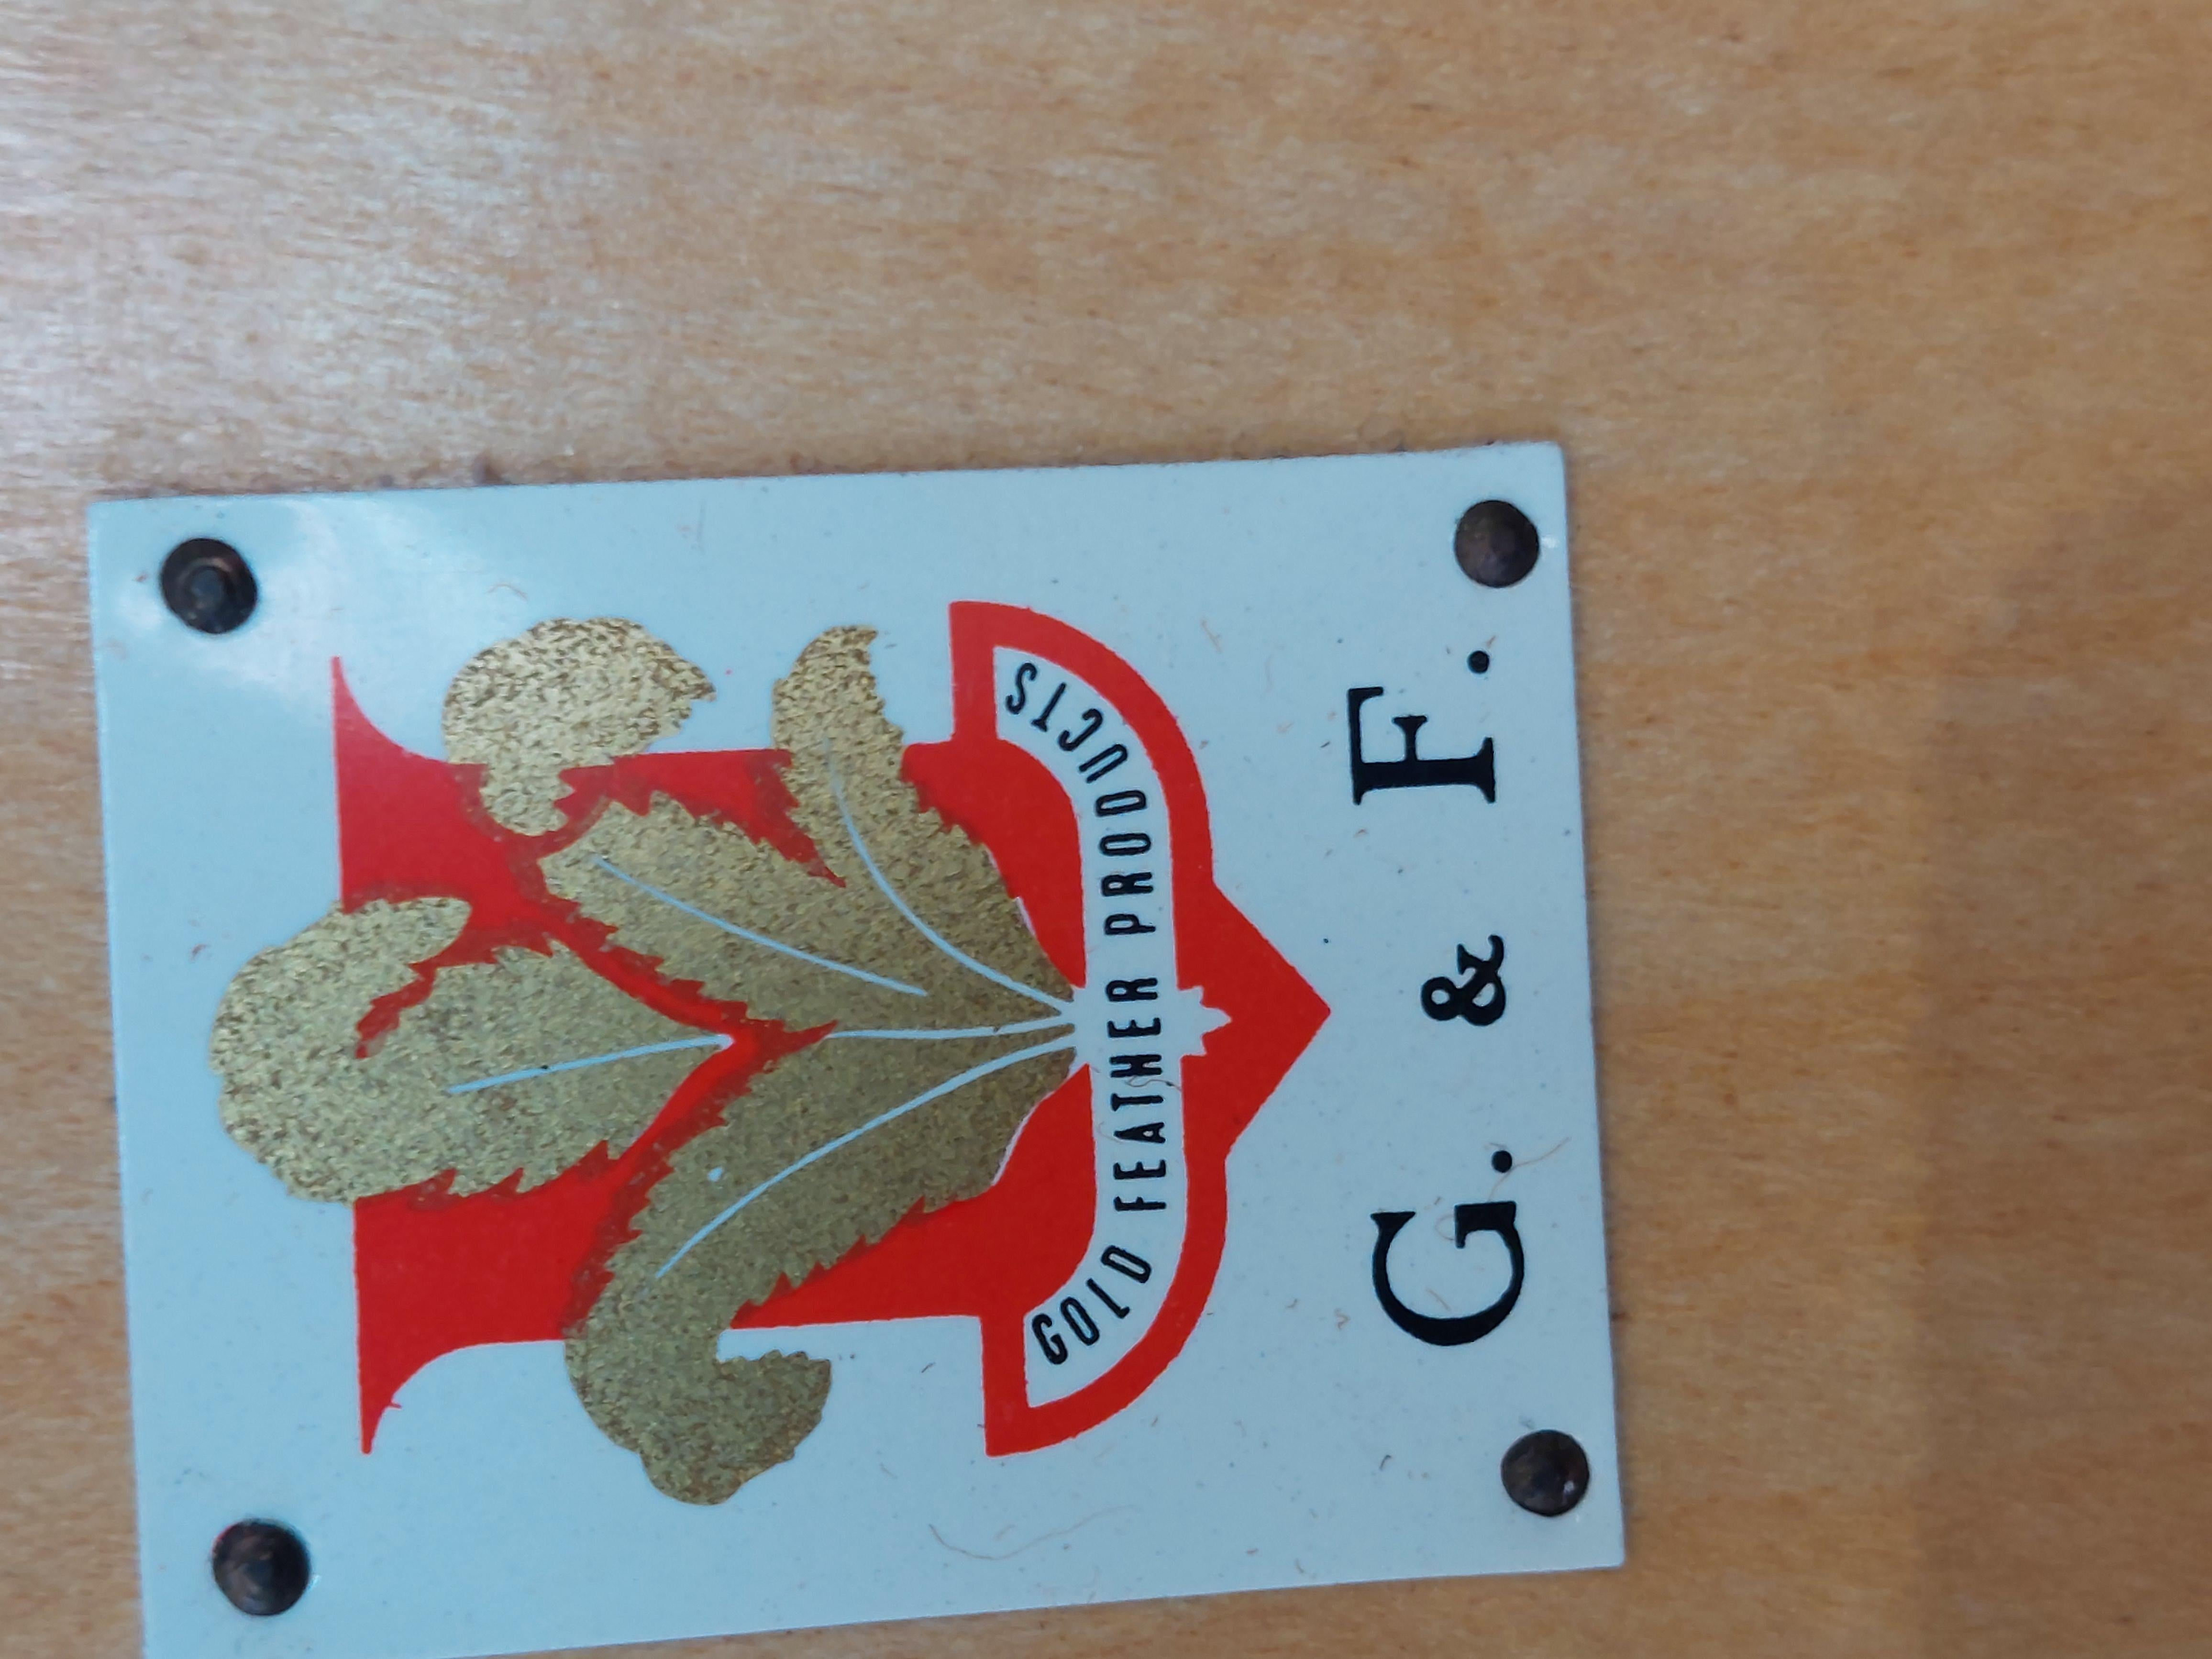 GOLD FEATHER PRODUCTS
G. & F.